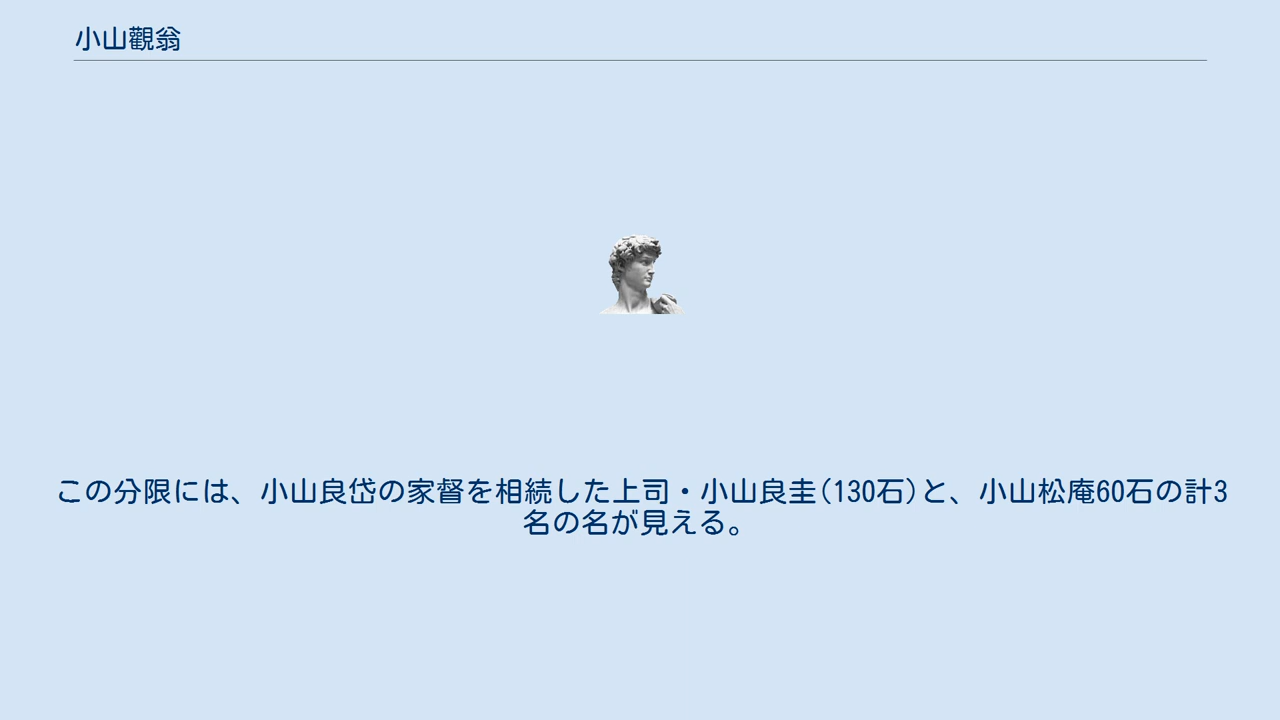 小山觀翁
この分限には、小山良岱の家督を相続した上司・小山良圭(130石)と、小山松庵60石の計3
名の名が見える。